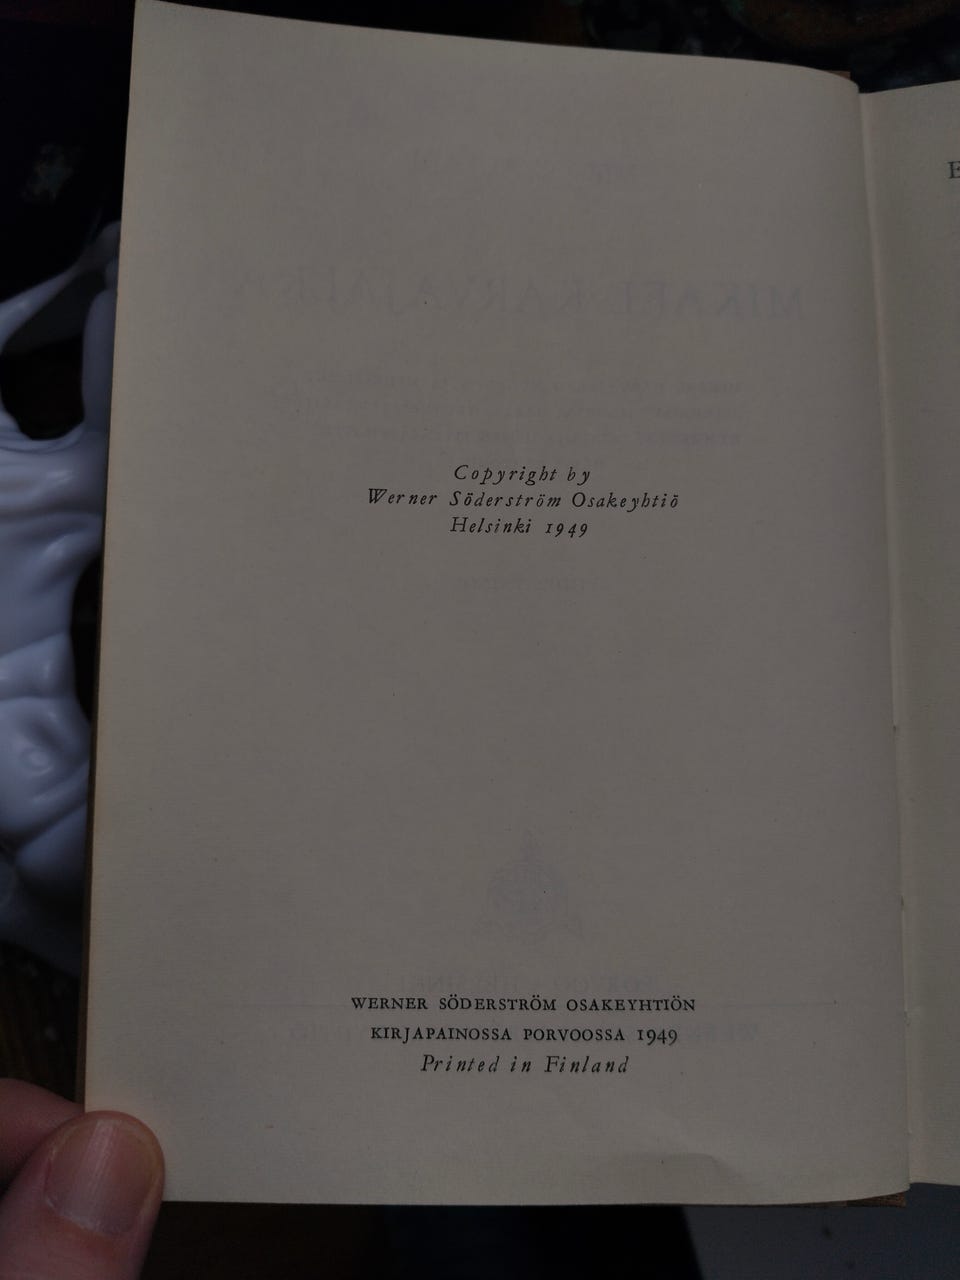 Copyright by
Werner Söderström Osakeyhtiö
Helsinki 1949
WERNER SÖDERSTRÖM OSAKEYHTIÖN
KIRJAPAINOSSA PORVOOSSA 1949
Printed in Finland